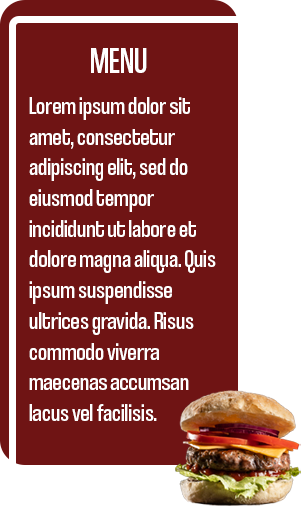 MENU
Lorem ipsum dolor sit
amet, consectetur
adipiscing elit, sed do
eiusmod tempor
incididunt ut labore et
dolore magna aliqua. Quis
ipsum suspendisse
ultrices gravida. Risus
commodo viverra
maecenas accumsan
lacus vel facilisis.